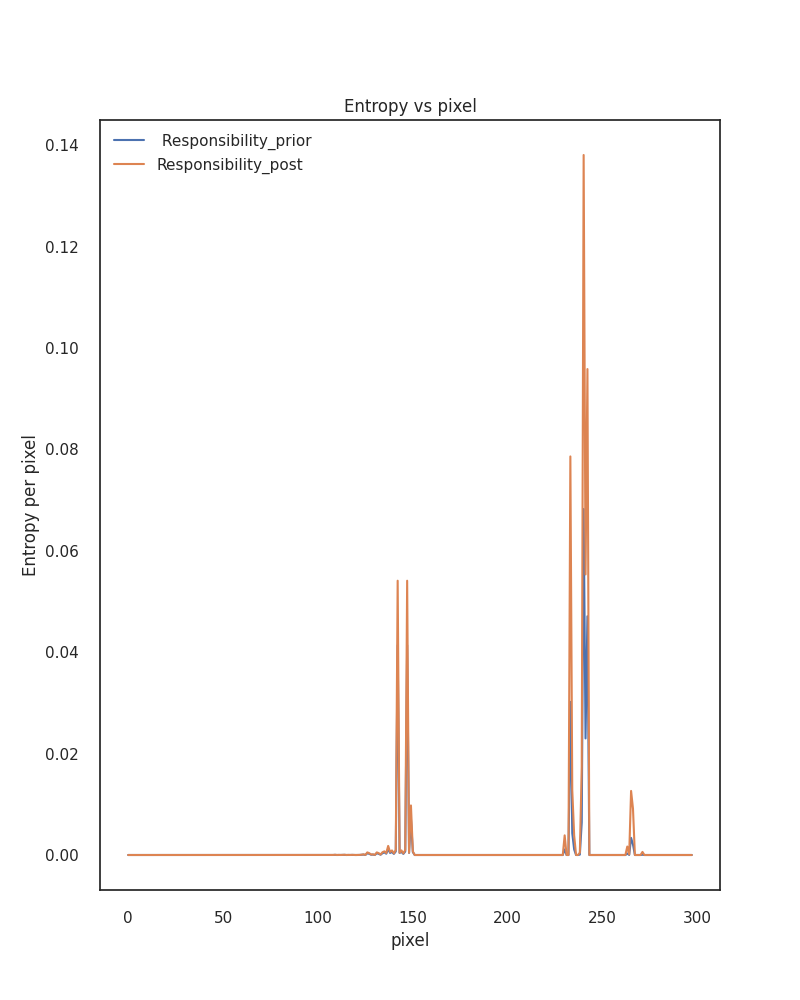 Entropy vs pixel
Responsibility_prior
Responsibility_post
0.14
0.12
0.10
0.08
0.06
0.04
0.02
0.00
Entropy per pixel
0 50 100 150 200 250 300
pixel